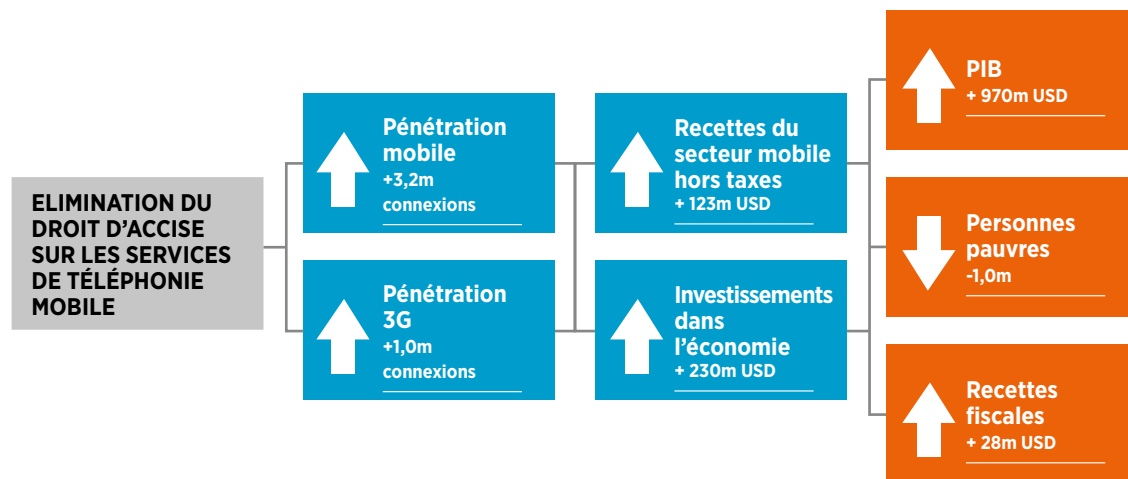 ELIMINATION DU
DROIT D’ACCISE
SUR LES SERVICES
DE TÉLÉPHONIE
MOBILE
Pénétration
mobile
+3,2m
connexions
Pénétration
3G
+1,0m
connexions
Recettes du
secteur mobile
hors taxes
+ 123m USD
Investissements
dans
l’économie
+ 230m USD
PIB
+ 970m USD
Personnes
pauvres
-1,0m
Recettes
fiscales
+ 28m USD